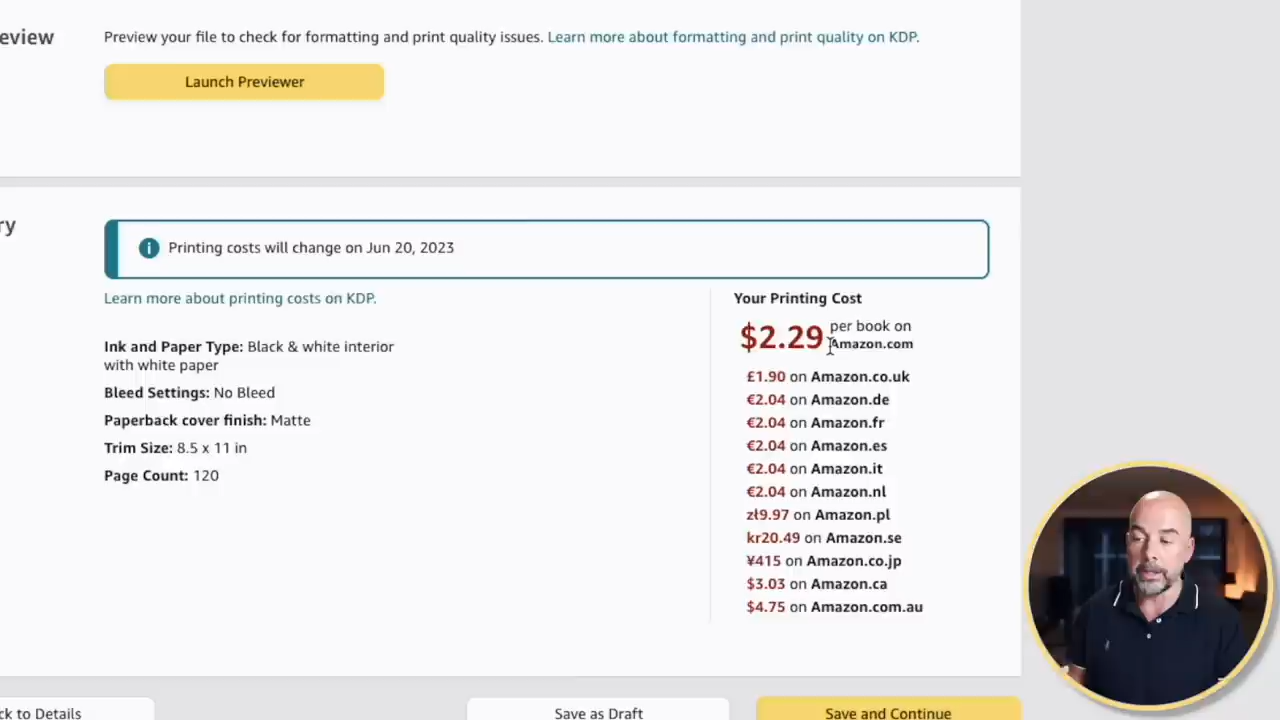 eview
Preview your file to check for formatting and print quality issues. Learn more about formatting and print quality on KDP.
Launch Previewer
ry
Printing costs will change on Jun 20, 2023
Learn more about printing costs on KDP.
Ink and Paper Type: Black & white interior
with white paper
Bleed Settings: No Bleed
Paperback cover finish: Matte
Trim Size: 8.5 x 11 in
Page Count: 120
Your Printing Cost
$2.29 per book on
Amazon.com
£1.90 on Amazon.co.uk
€2.04 on Amazon.de
€2.04 on Amazon.fr
€2.04 on Amazon.es
€2.04 on Amazon.it
€2.04 on Amazon.nl
zł9.97 on Amazon.pl
kr20.49 on Amazon.se
¥415 on Amazon.co.jp
$3.03 on Amazon.ca
$4.75 on Amazon.com.au
ck to Details
Save as Draft
Save and Continue